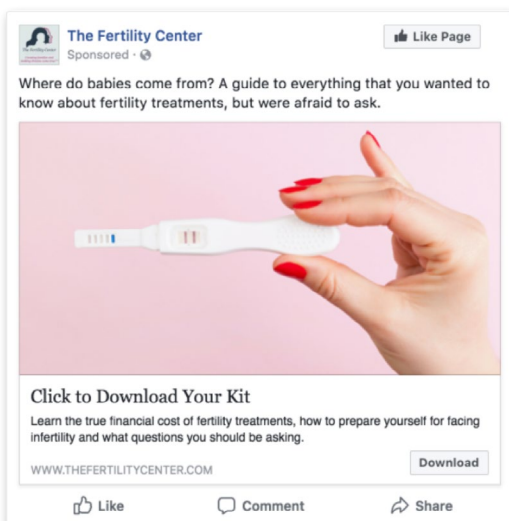 The Fertility Center
Like Page
The Fertility Center
Sponsored ·
Where do babies come from? A guide to everything that you wanted to
know about fertility treatments, but were afraid to ask.
Click to Download Your Kit
Learn the true financial cost of fertility treatments, how to prepare yourself for facing
infertility and what questions you should be asking.
WWW.THEFERTILITYCENTER.COM
Download
Like
Comment
Share